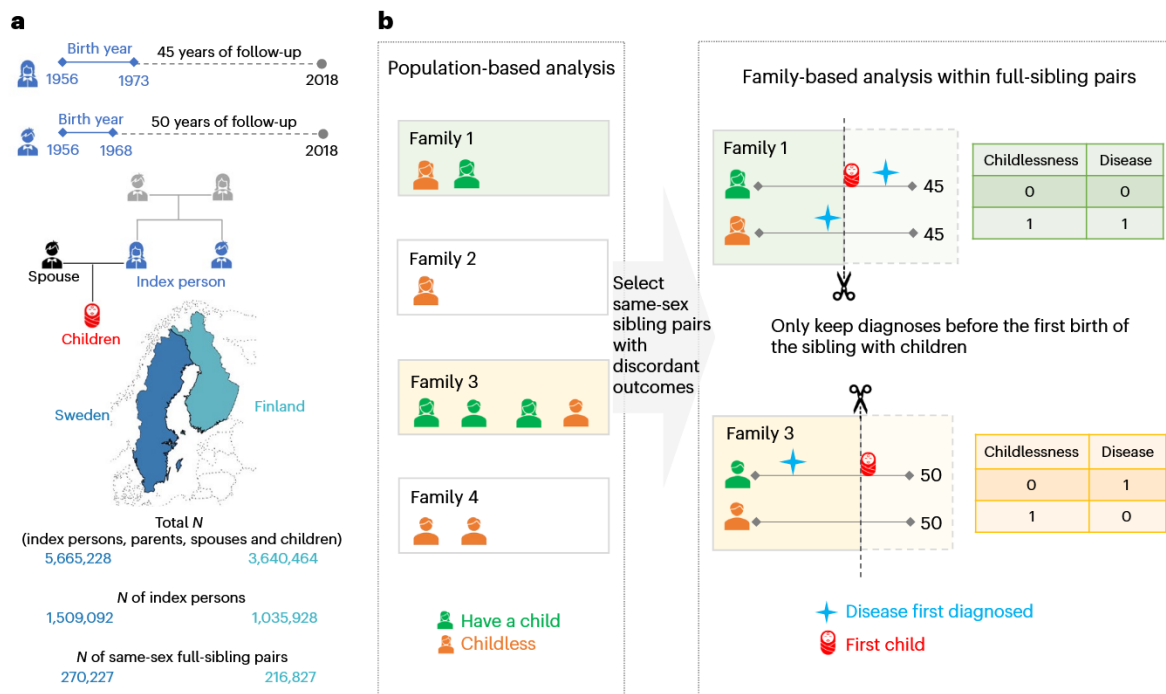 a
Birth year
45 years of follow-up
1956
1973
2018
Birth year
50 years of follow-up
1956
1968
2018
Spouse
Index person
Children
Sweden
Finland
Total N
(index persons, parents, spouses and children)
5,665,228
3,640,464
N of index persons
1,509,092
1,035,928
N of same-sex full-sibling pairs
270,227
216,827
b
Population-based analysis
Family 1
Family 2
Family 3
Family 4
Have a child
Childless
Select
same-sex
sibling pairs
with
discordant
outcomes
Family-based analysis within full-sibling pairs
Family 1
45
45
Childlessness Disease
0 0
1 1
Only keep diagnoses before the first birth of
the sibling with children
Family 3
50
50
Childlessness Disease
0 1
1 0
Disease first diagnosed
First child